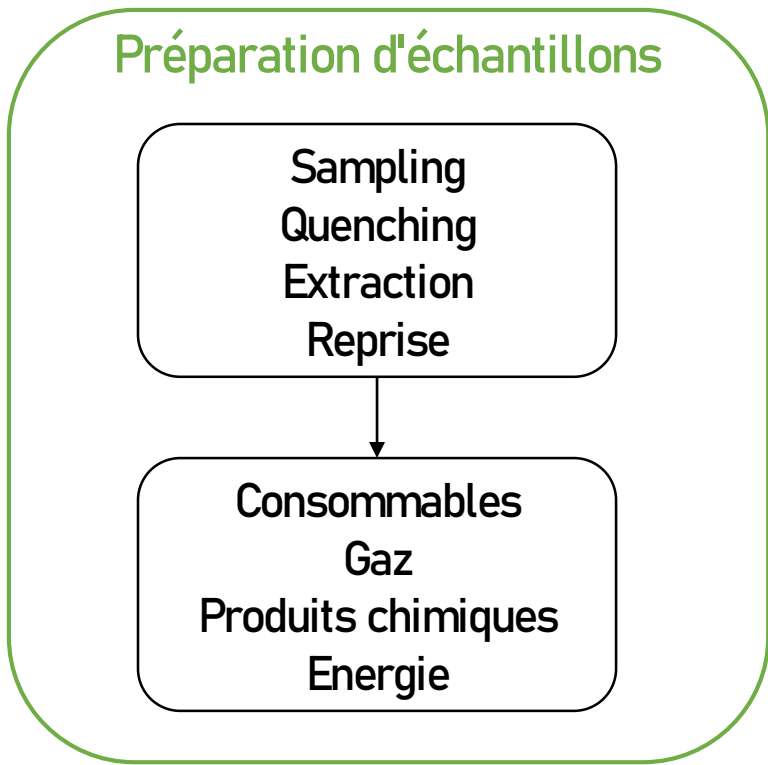 Préparation d'échantillons
Sampling
Quenching
Extraction
Reprise
Consommables
Gaz
Produits chimiques
Energie